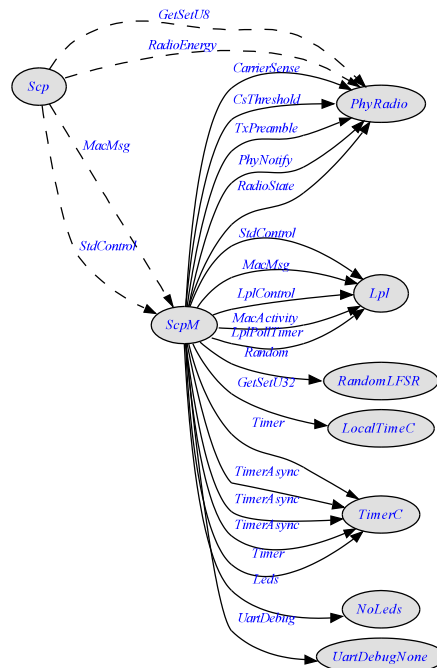 GetSetU8
RadioEnergy
Scp
CarrierSense
CsThreshold
PhyRadio
TxPreamble
MacMsg
PhyNotify
RadioState
StdControl
StdControl
MacMsg
LplControl
Lpl
MacActivity
ScpM
LplPollTimer
Random
GetSetU32
RandomLFSR
Timer
LocalTimeC
TimerAsync
TimerAsync
TimerC
TimerAsync
Timer
Leds
NoLeds
UartDebug
UartDebugNone